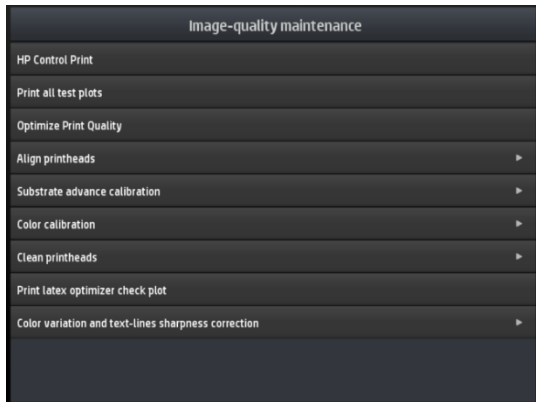 Image-quality maintenance
HP Control Print
Print all test plots
Optimize Print Quality
Align printheads
Substrate advance calibration
Color calibration
Clean printheads
Print latex optimizer check plot
Color variation and text-lines sharpness correction